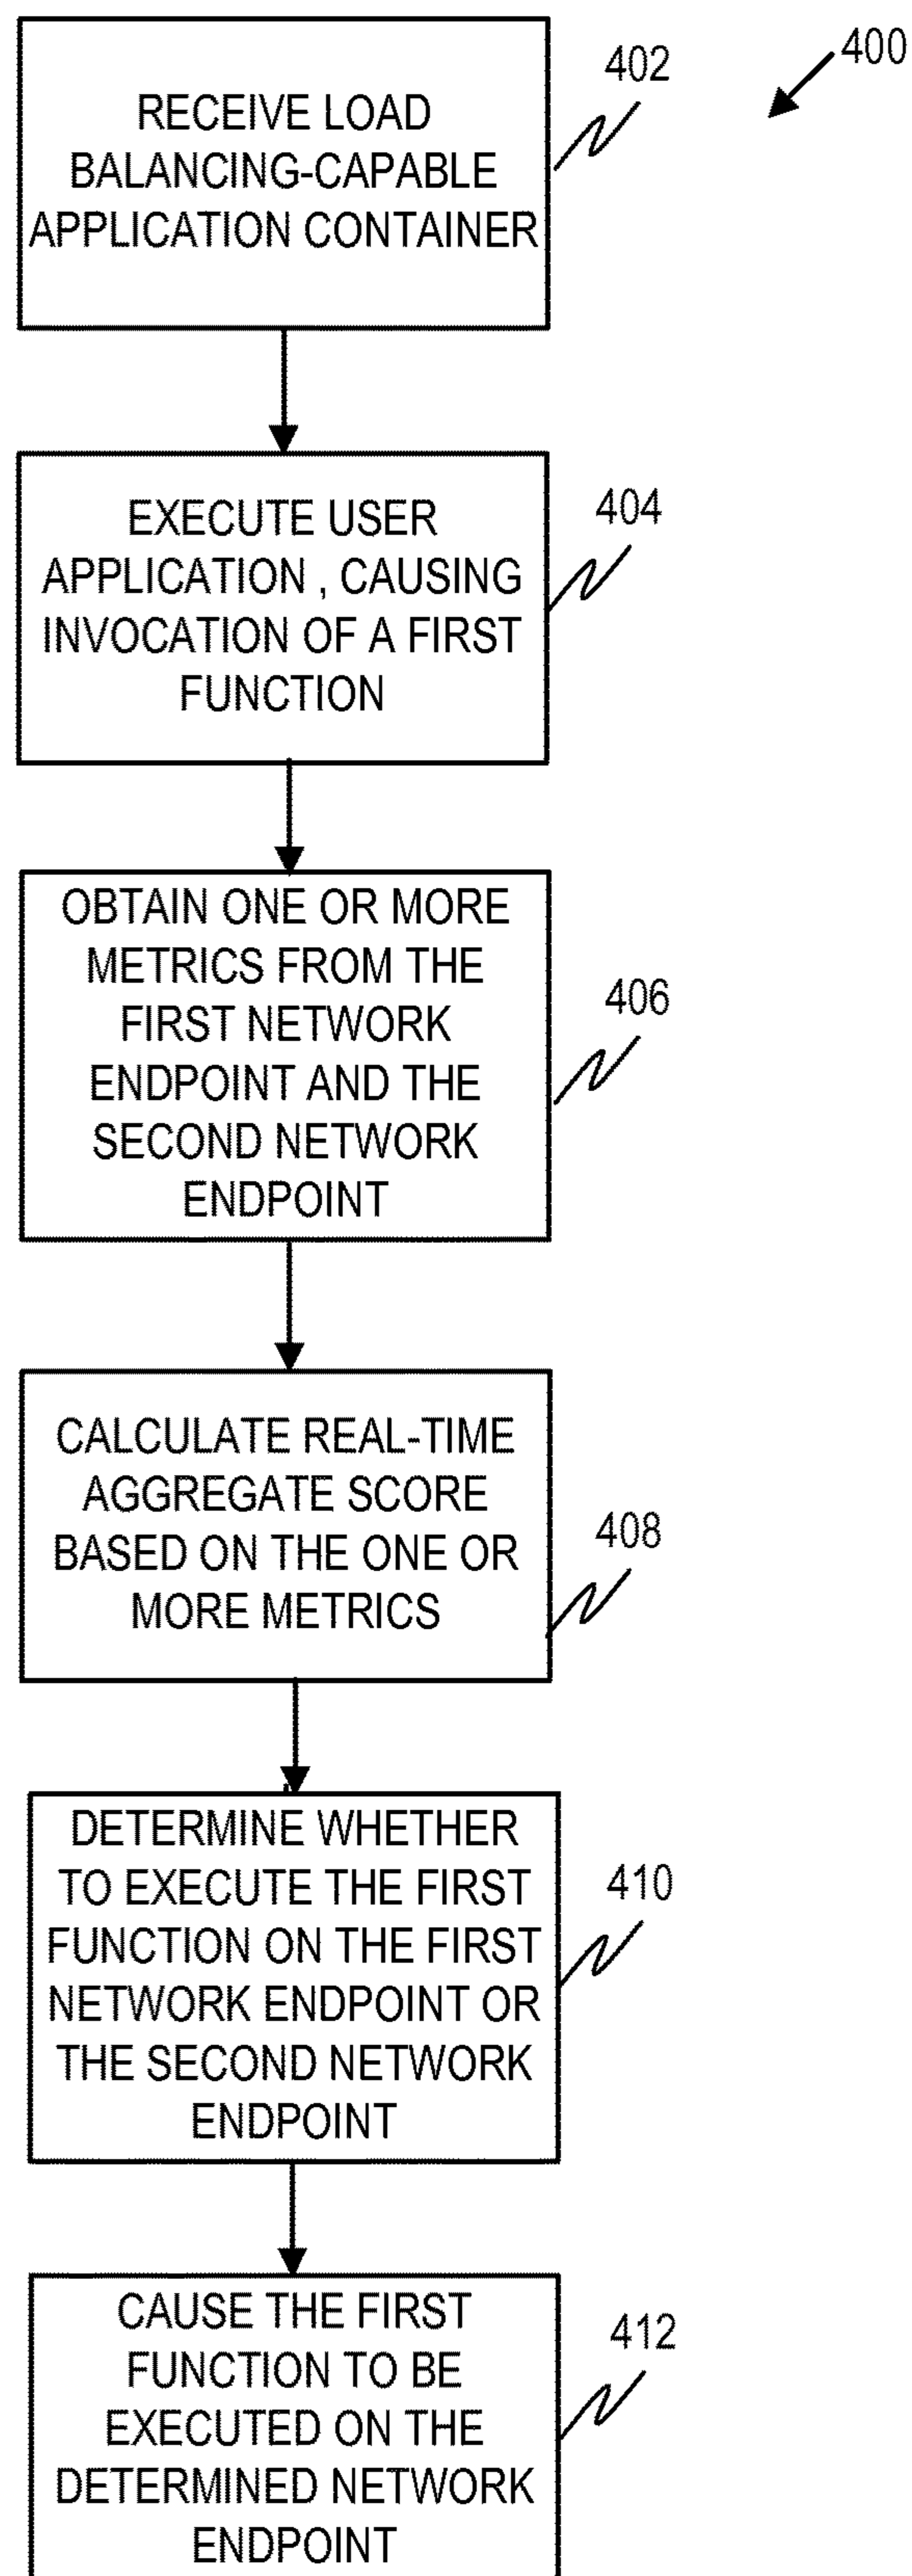 400
402
RECEIVE LOAD
BALANCING-CAPABLE
APPLICATION CONTAINER
404
EXECUTE USER
APPLICATION , CAUSING
INVOCATION OF A FIRST
FUNCTION
406
OBTAIN ONE OR MORE
METRICS FROM THE
FIRST NETWORK
ENDPOINT AND THE
SECOND NETWORK
ENDPOINT
408
CALCULATE REAL-TIME
AGGREGATE SCORE
BASED ON THE ONE OR
MORE METRICS
410
DETERMINE WHETHER
TO EXECUTE THE FIRST
FUNCTION ON THE FIRST
NETWORK ENDPOINT OR
THE SECOND NETWORK
ENDPOINT
412
CAUSE THE FIRST
FUNCTION TO BE
EXECUTED ON THE
DETERMINED NETWORK
ENDPOINT